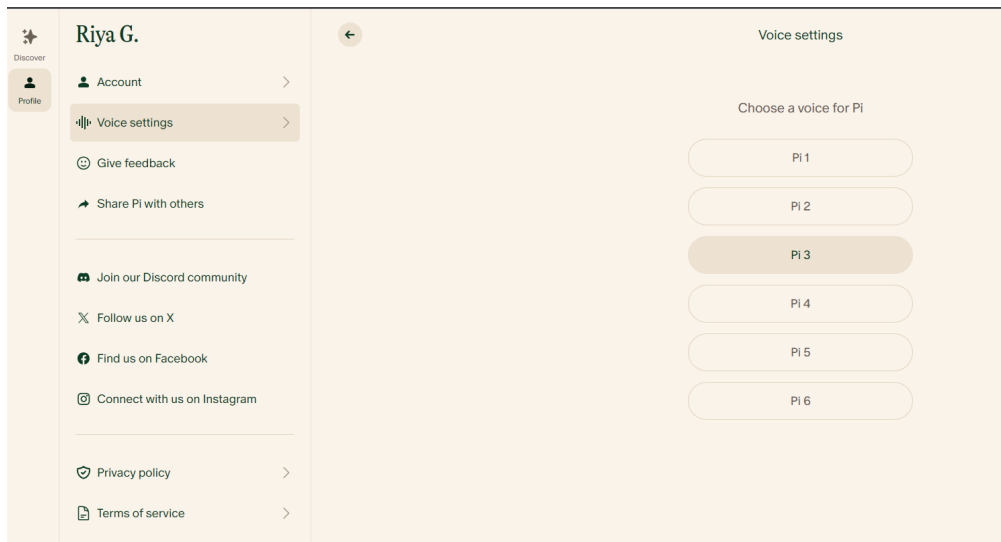 Discover
Profile
Riya G.
Account
Voice settings
Give feedback
Share Pi with others
Join our Discord community
Follow us on X
Find us on Facebook
Connect with us on Instagram
Privacy policy
Terms of service
Voice settings
Choose a voice for Pi
Pi 1
Pi 2
Pi 3
Pi 4
Pi 5
Pi 6